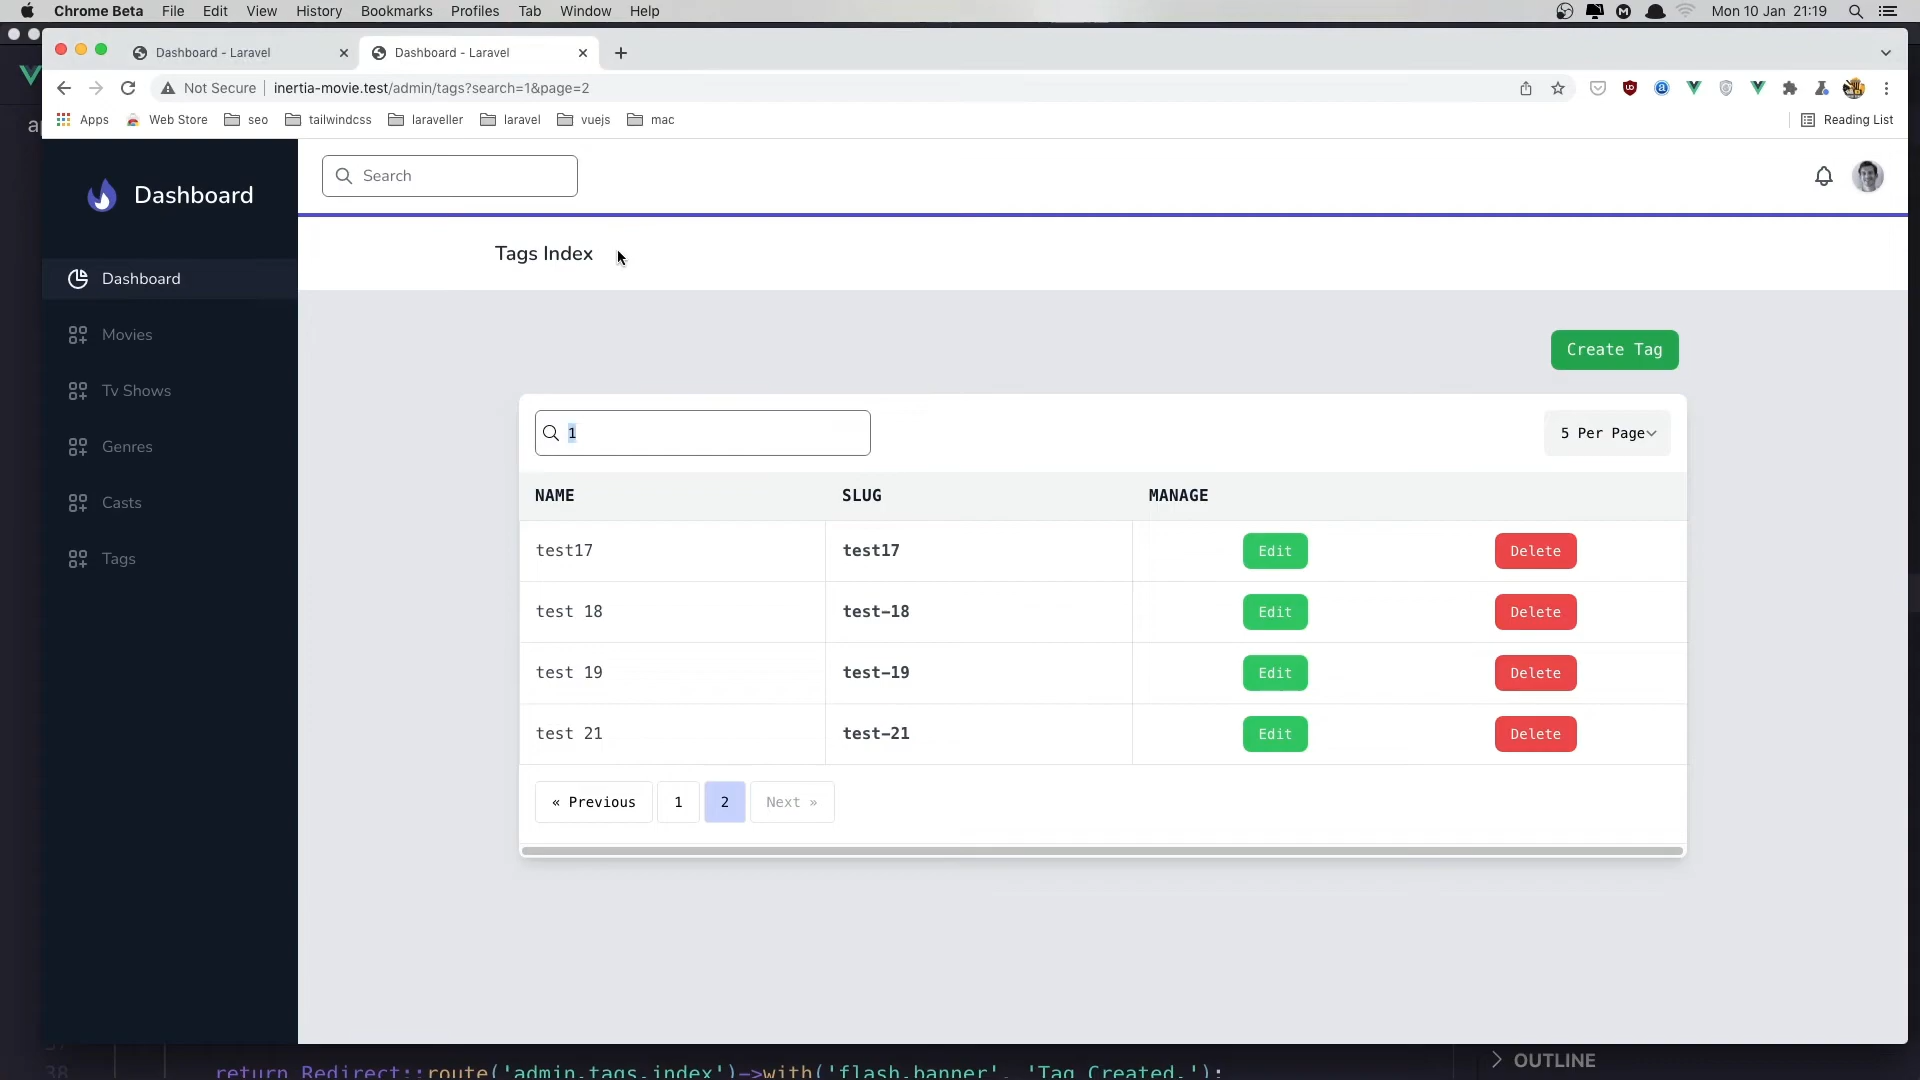 Chrome Beta File Edit View History Bookmarks Profiles Tab Window Help Mon 10 Jan 21:19
Dashboard - Laravel Dashboard - Laravel
Not Secure inertia-movie.test/admin/tags?search=1&page=2
Apps Web Store seo tailwindcss laraveller laravel vuejs mac Reading List
Dashboard
Search
Tags Index
Dashboard
Movies
Tv Shows
Genres
Casts
Tags
Create Tag
1
5 Per Page
NAME SLUG MANAGE
test17 test17 Edit Delete
test 18 test-18 Edit Delete
test 19 test-19 Edit Delete
test 21 test-21 Edit Delete
« Previous 1 2 Next »
38 return Redirect::route('admin.tags.index')->with('flash.banner', 'Tag Created.');
OUTLINE